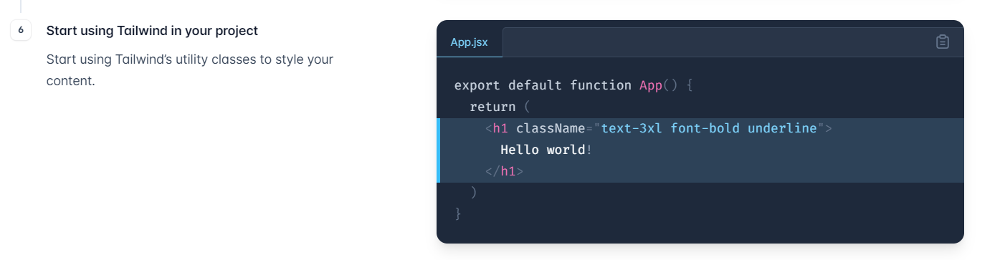 6
Start using Tailwind in your project
Start using Tailwind’s utility classes to style your
content.
App.jsx
export default function App() {
  return (
    <h1 className="text-3xl font-bold underline">
      Hello world!
    </h1>
  )
}